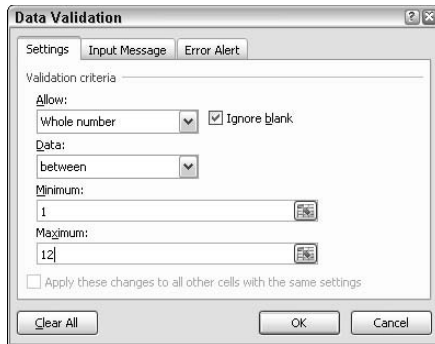 Data Validation
Settings Input Message Error Alert
Validation criteria
Allow:
Whole number Ignore blank
Data:
between
Minimum:
1
Maximum:
12
Apply these changes to all other cells with the same settings
Clear All OK Cancel